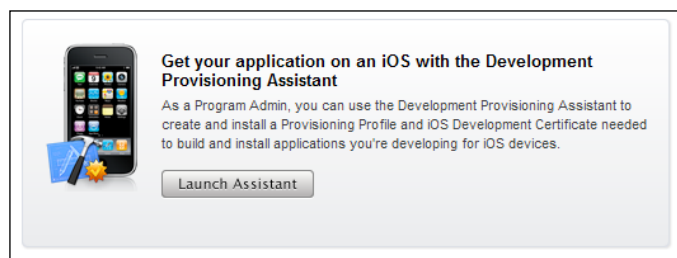 Get your application on an iOS with the Development
Provisioning Assistant
As a Program Admin, you can use the Development Provisioning Assistant to
create and install a Provisioning Profile and iOS Development Certificate needed
to build and install applications you're developing for iOS devices.
Launch Assistant